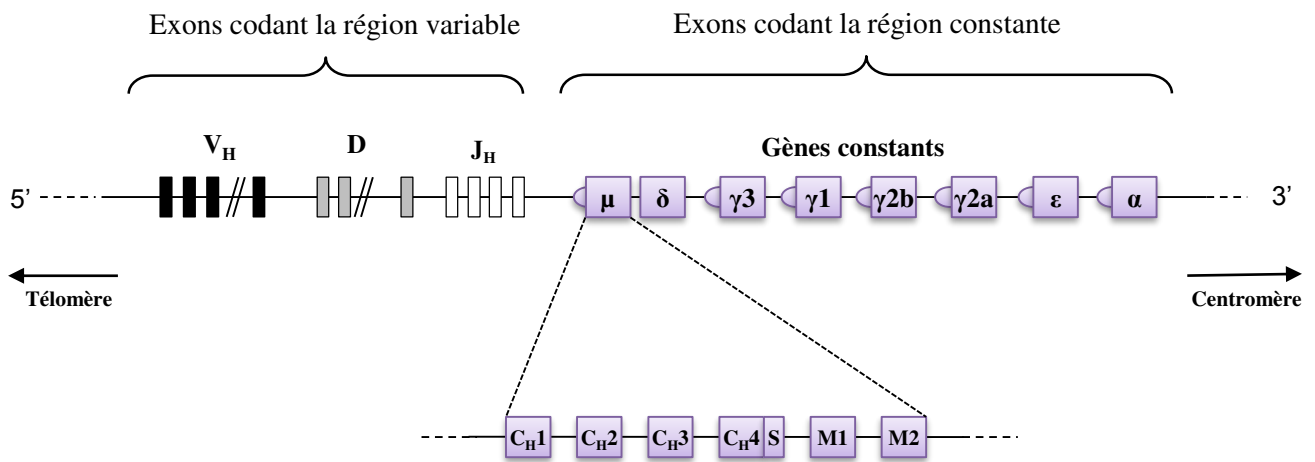 Exons codant la région variable
Exons codant la région constante
V_H
D
J_H
Gènes constants
5’
μ
δ
γ3
γ1
γ2b
γ2a
ε
α
3’
Télomère
Centromère
C_H1
C_H2
C_H3
C_H4
S
M1
M2